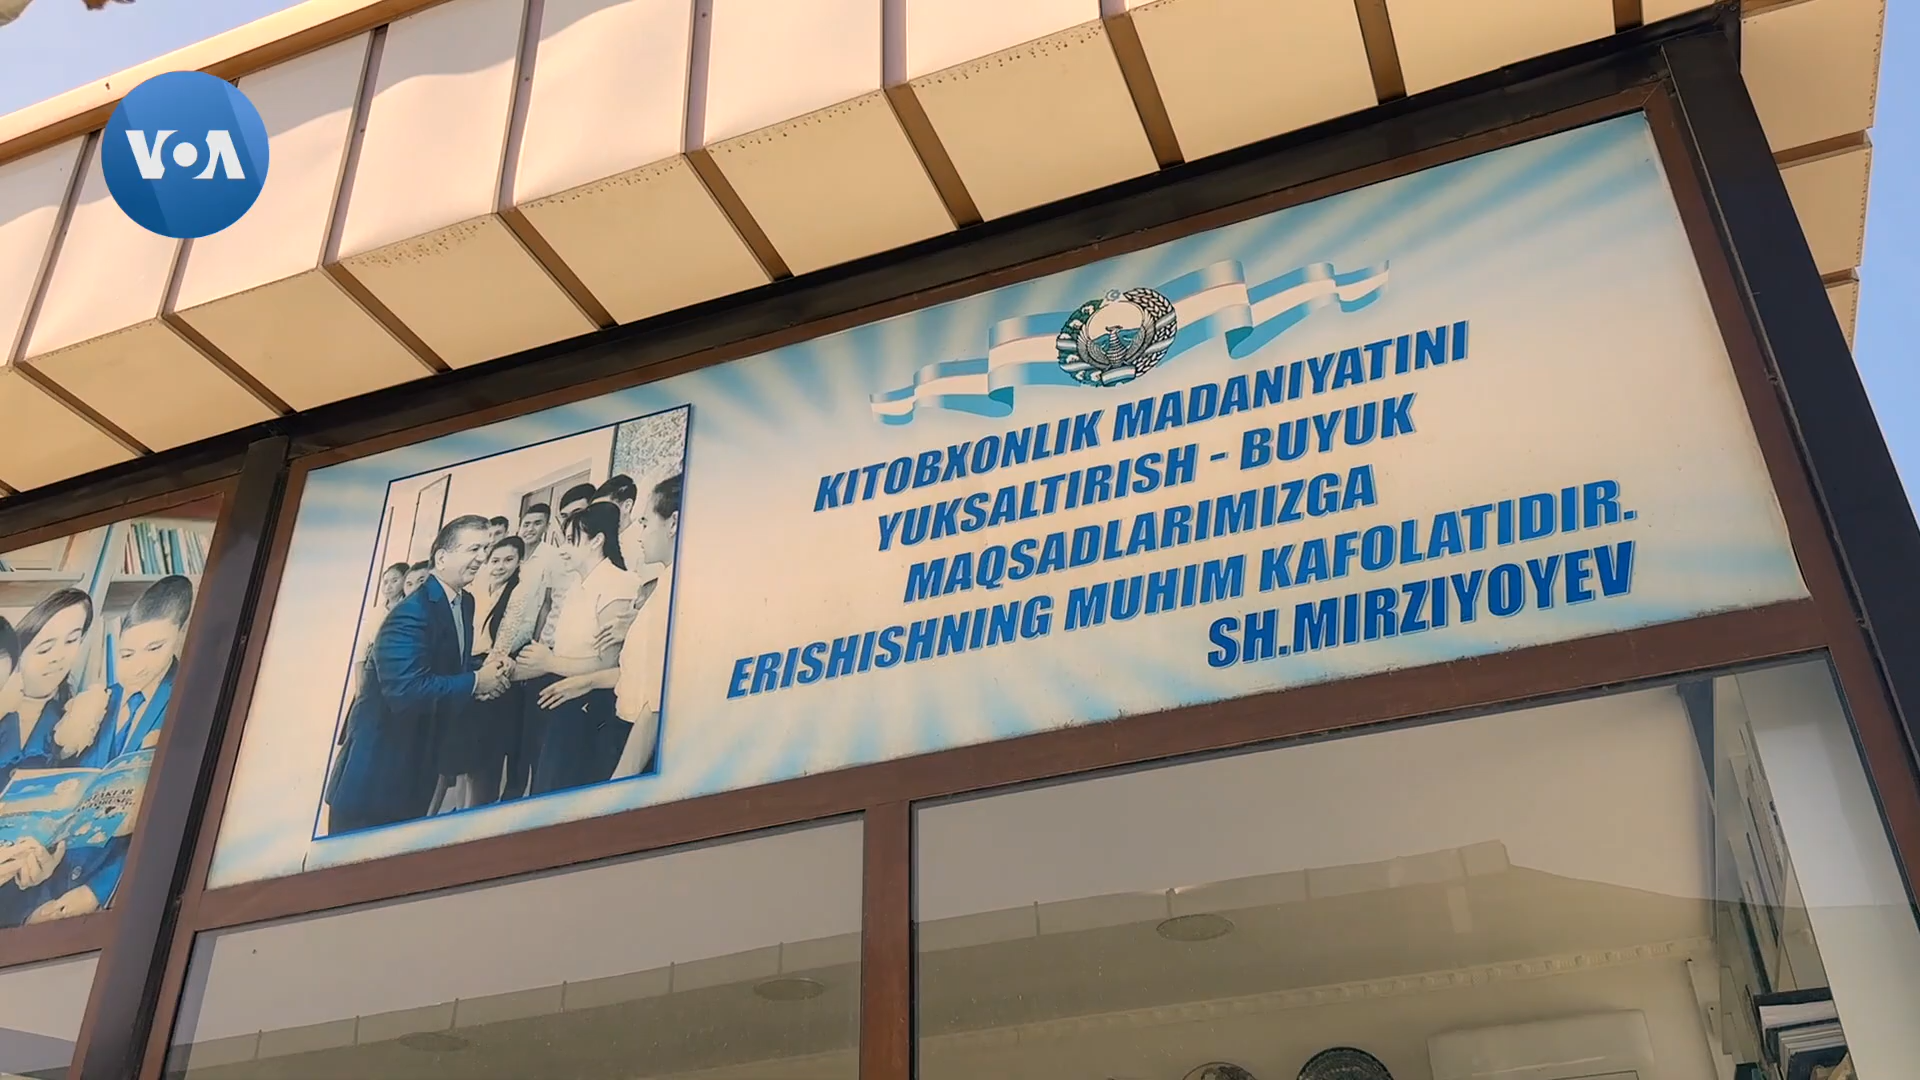 VOA
KITOBXONLIK MADANIYATINI
YUKSALTIRISH - BUYUK
MAQSADLARIMIZGA
ERISHISHNING MUHIM KAFOLATIDIR.
SH.MIRZIYOYEV